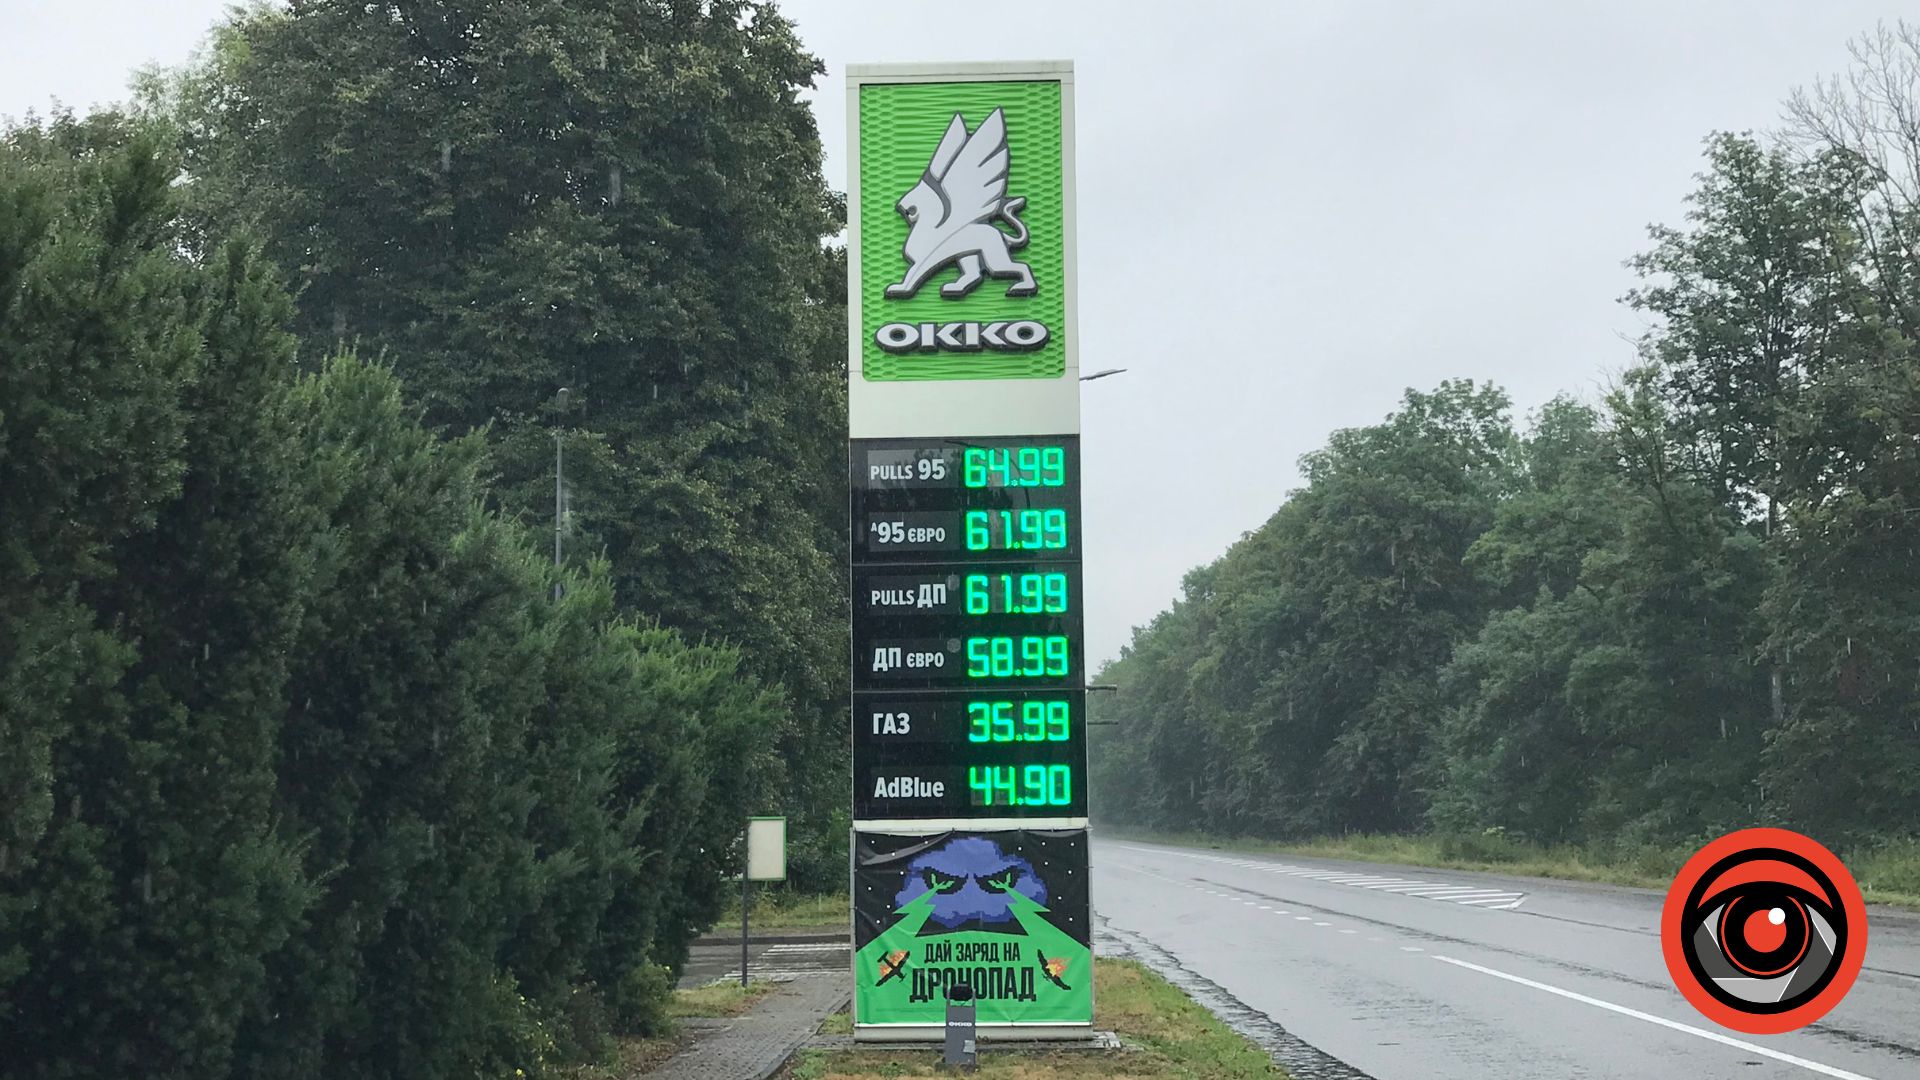 OKKO
PULLS 95 64.99
А95 ЄВРО 61.99
PULLS ДП 61.99
ДП ЄВРО 58.99
ГАЗ 35.99
AdBlue 44.90
ДАЙ ЗАРЯД НА
ДРОНОПАД
OKKO